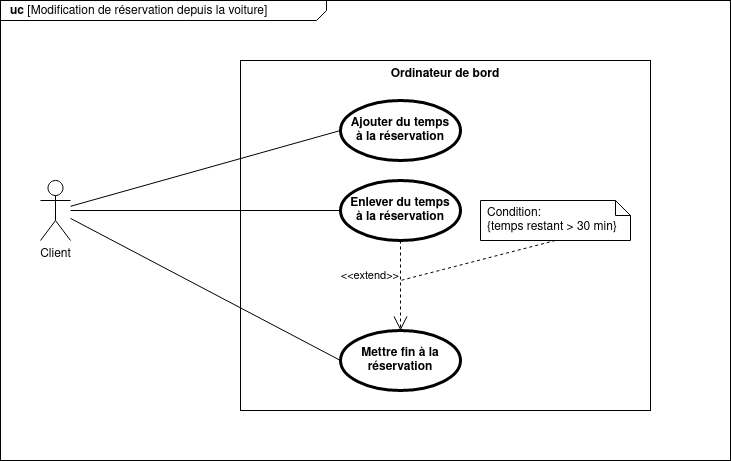 uc [Modification de réservation depuis la voiture]
Ordinateur de bord
Ajouter du temps
à la réservation
Enlever du temps
à la réservation
Condition:
{temps restant > 30 min}
Client
<<extend>>
Mettre fin à la
réservation